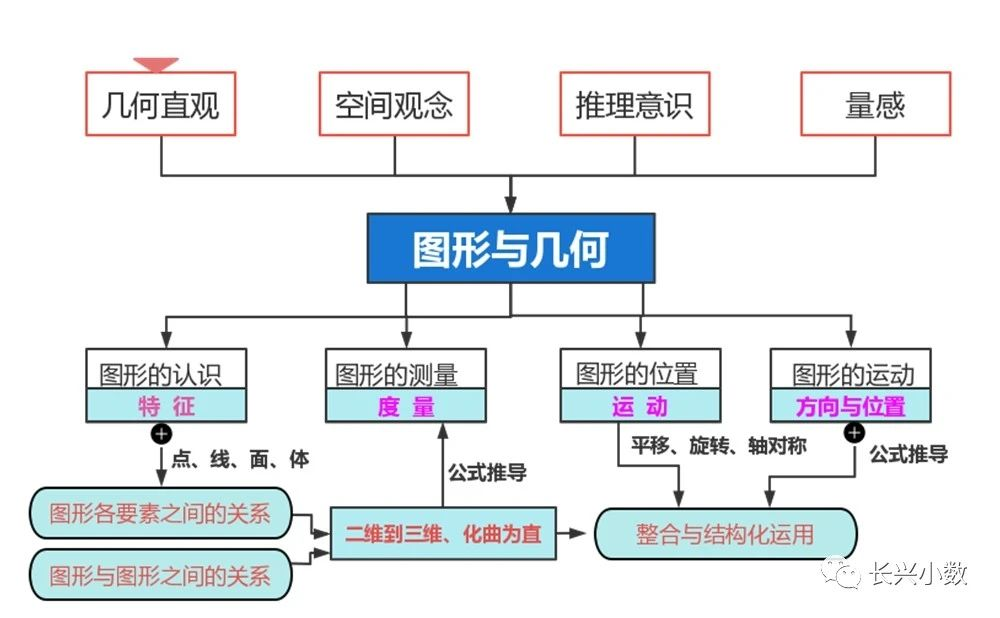 几何直观
空间观念
推理意识
量感
图形与几何
图形的认识
特 征
图形的测量
度 量
图形的位置
运 动
图形的运动
方向与位置
点、线、面、体
公式推导
平移、旋转、轴对称
公式推导
图形各要素之间的关系
图形与图形之间的关系
二维到三维、化曲为直
整合与结构化运用
长兴小数